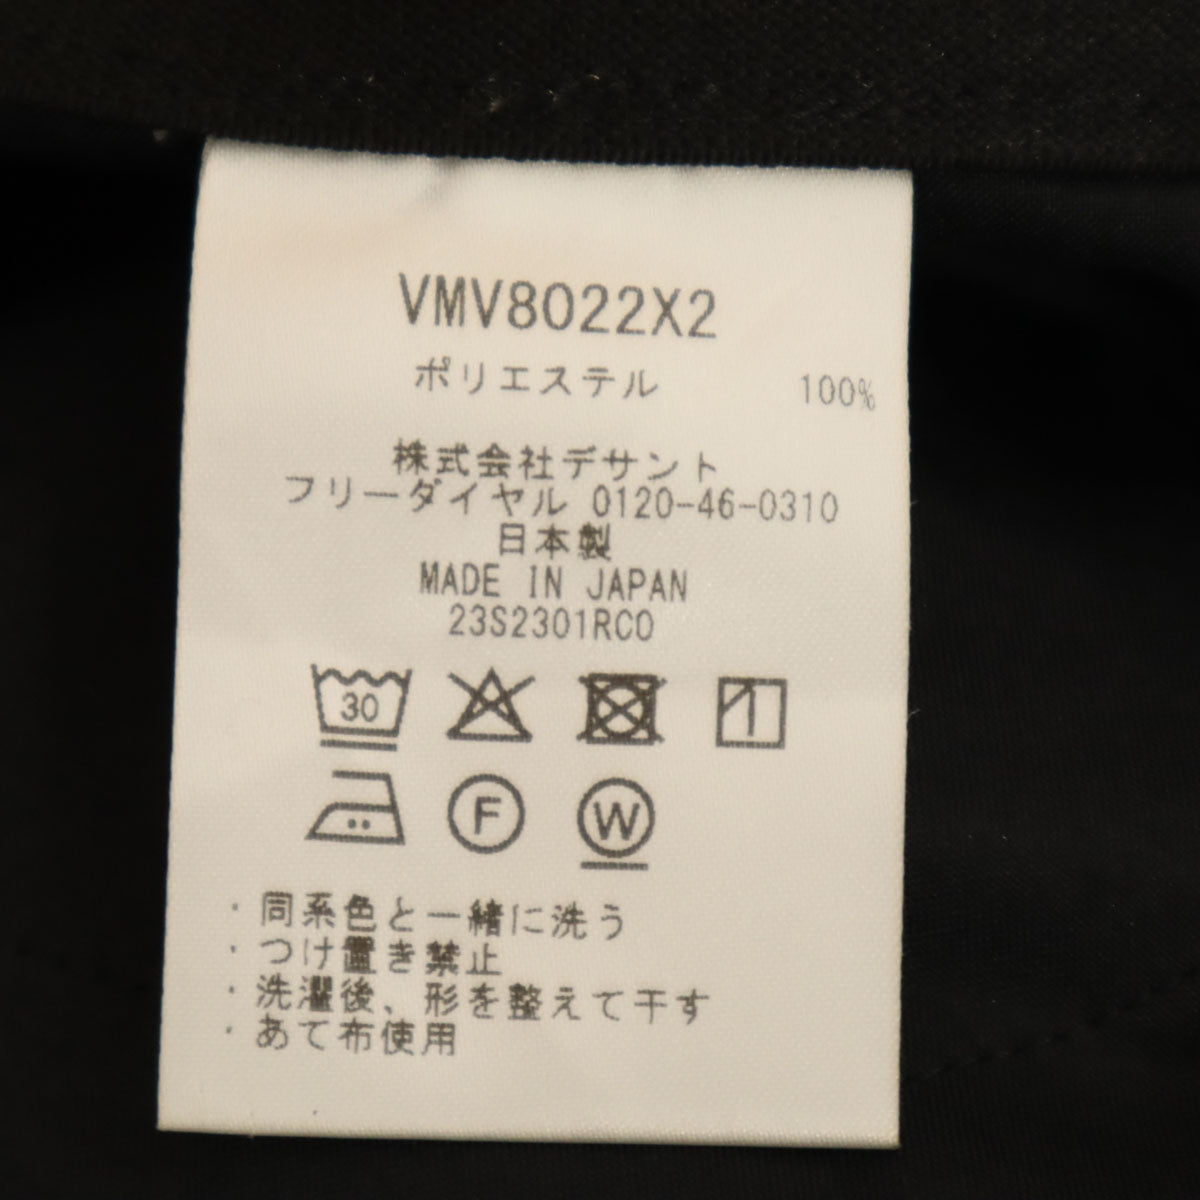 VMV8022X2
ポリエステル 100%
株式会社デサント
フリーダイヤル 0120-46-0310
日本製
MADE IN JAPAN
23S2301RCO
30
F W
・同系色と一緒に洗う
・つけ置き禁止
・洗濯後、形を整えて干す
・あて布使用